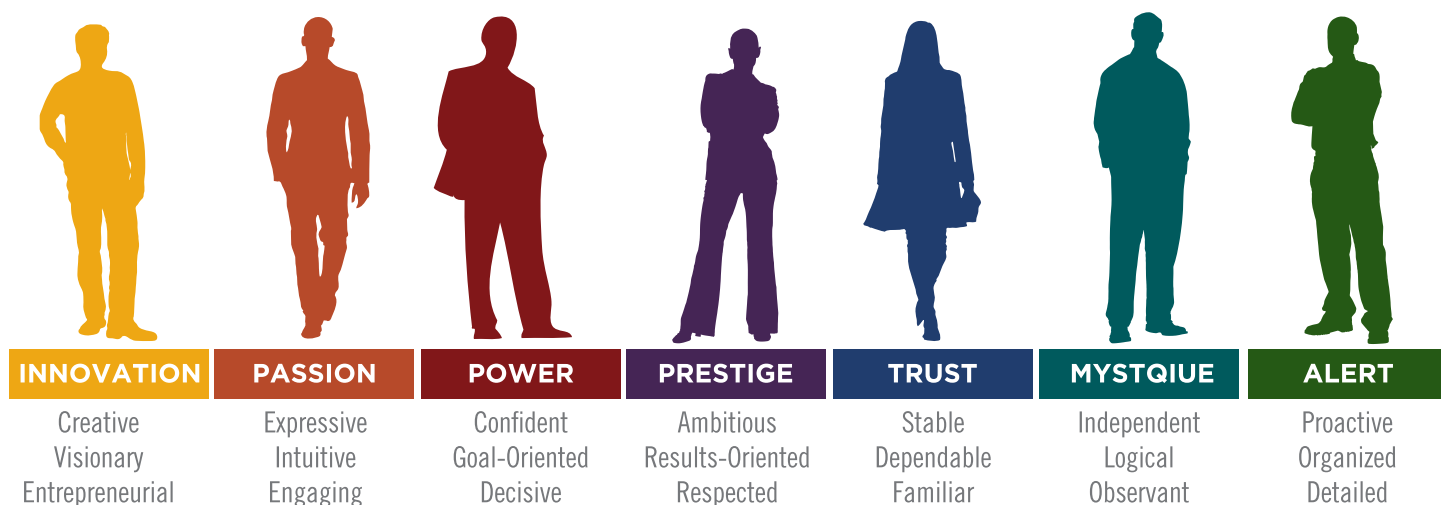 INNOVATION PASSION POWER PRESTIGE TRUST MYSTQIUE ALERT
Creative Expressive Confident Ambitious Stable Independent Proactive
Visionary Intuitive Goal-Oriented Results-Oriented Dependable Logical Organized
Entrepreneurial Engaging Decisive Respected Familiar Observant Detailed